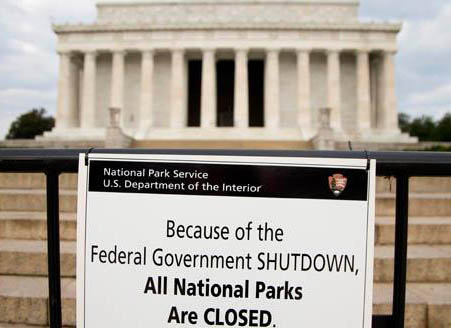 National Park Service
U.S. Department of the Interior
Because of the
Federal Government SHUTDOWN,
All National Parks
Are CLOSED.